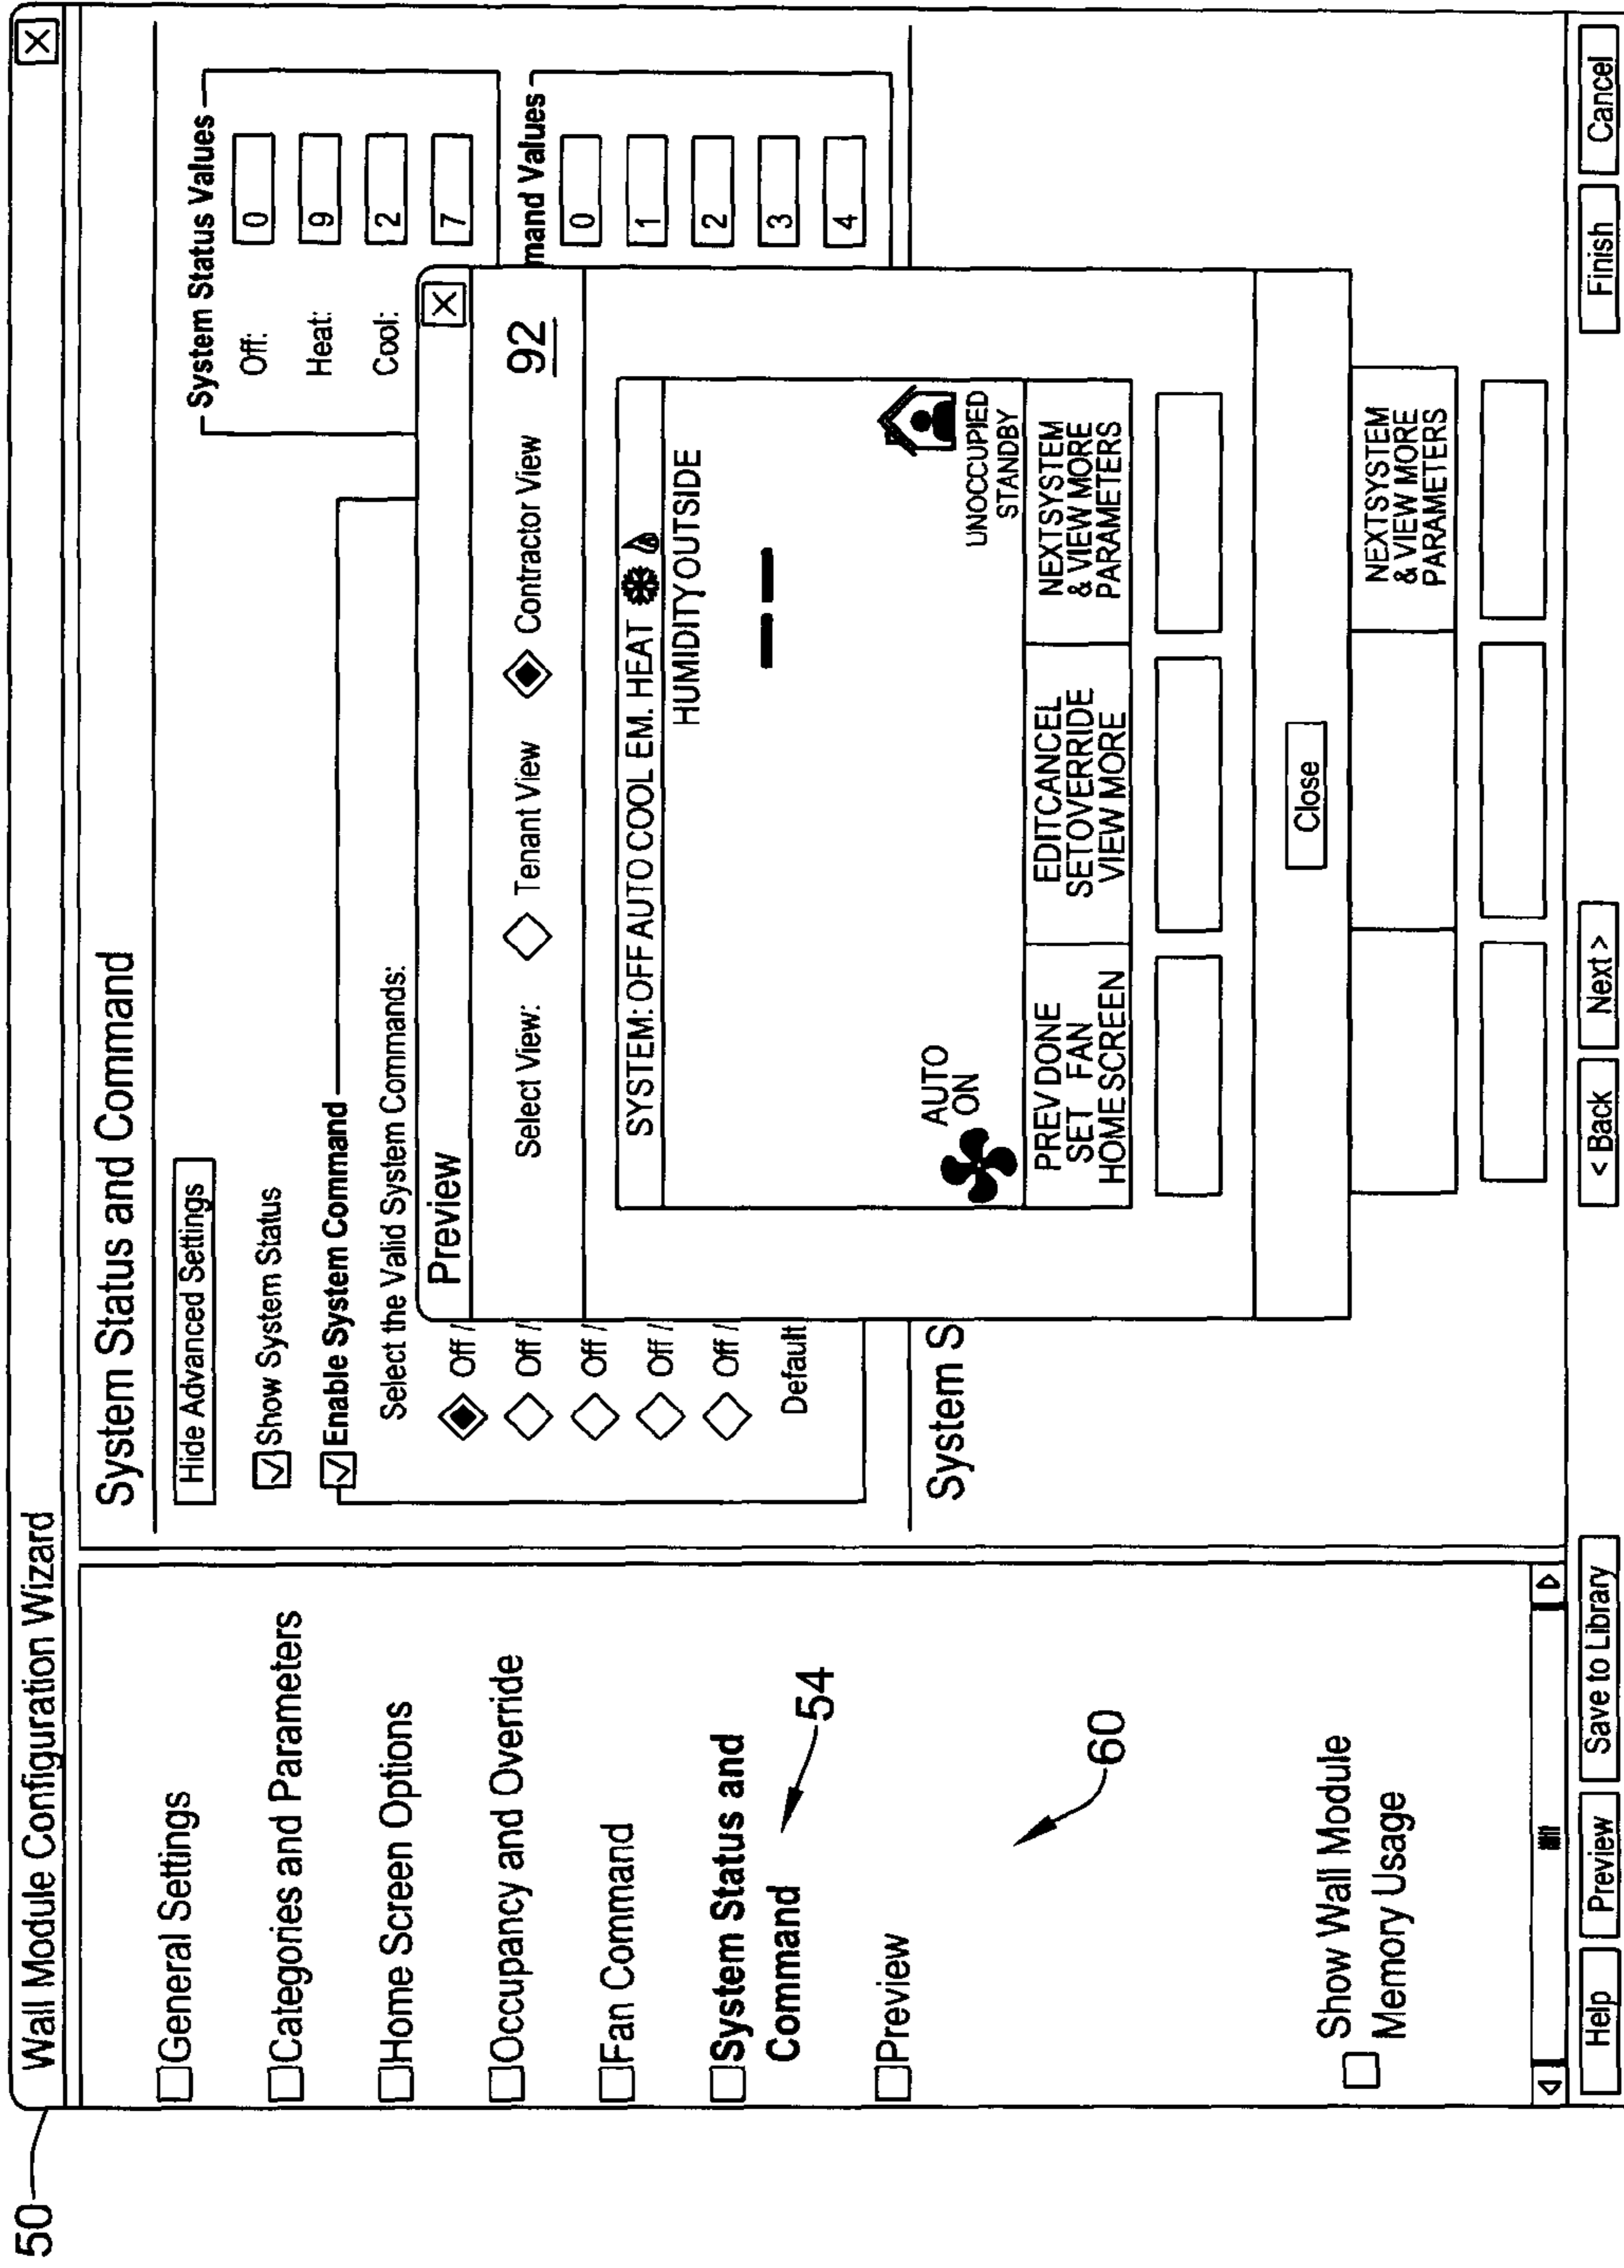 50
Wall Module Configuration Wizard
General Settings
Categories and Parameters
Home Screen Options
Occupancy and Override
Fan Command
System Status and
Command
54
Preview
60
Show Wall Module
Memory Usage
System Status and Command
Hide Advanced Settings
Show System Status
Enable System Command
Select the Valid System Commands:
Off /
Off /
Off /
Off /
Off /
Default
System S
System Status Values
Off: 0
Heat: 9
Cool: 2
7
mand Values
0
1
2
3
4
Preview
Select View: Tenant View Contractor View 92
SYSTEM: OFF AUTO COOL EM. HEAT
HUMIDITY OUTSIDE
-- 
AUTO
ON
UNOCCUPIED
STANDBY
PREV DONE
SET FAN
HOME SCREEN
EDITCANCEL
SETOVERRIDE
VIEW MORE
NEXTSYSTEM
& VIEW MORE
PARAMETERS
Close
NEXTSYSTEM
& VIEW MORE
PARAMETERS
Help Preview Save to Library < Back Next > Finish Cancel